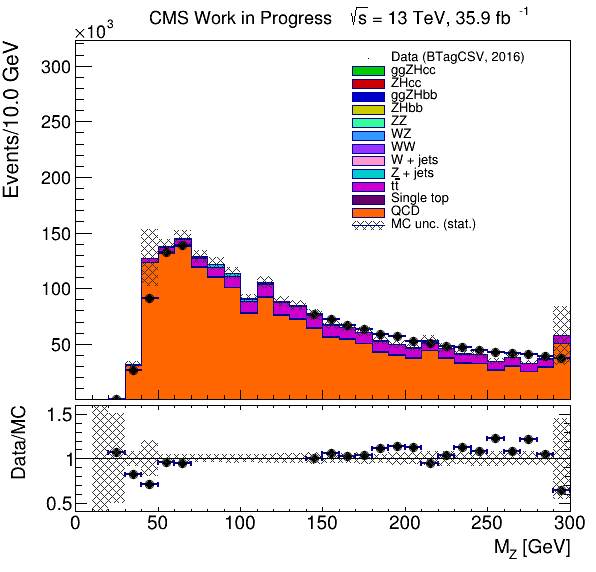 CMS Work in Progress √s = 13 TeV, 35.9 fb⁻¹
×10³
Events/10.0 GeV
300
250
200
150
100
50
Data (BTagCSV, 2016)
ggZHcc
ZHcc
ggZHbb
ZHbb
ZZ
WZ
WW
W + jets
Z + jets
tt̅
Single top
QCD
MC unc. (stat.)
Data/MC
1.5
1
0.5
0 50 100 150 200 250 300
M_Z [GeV]